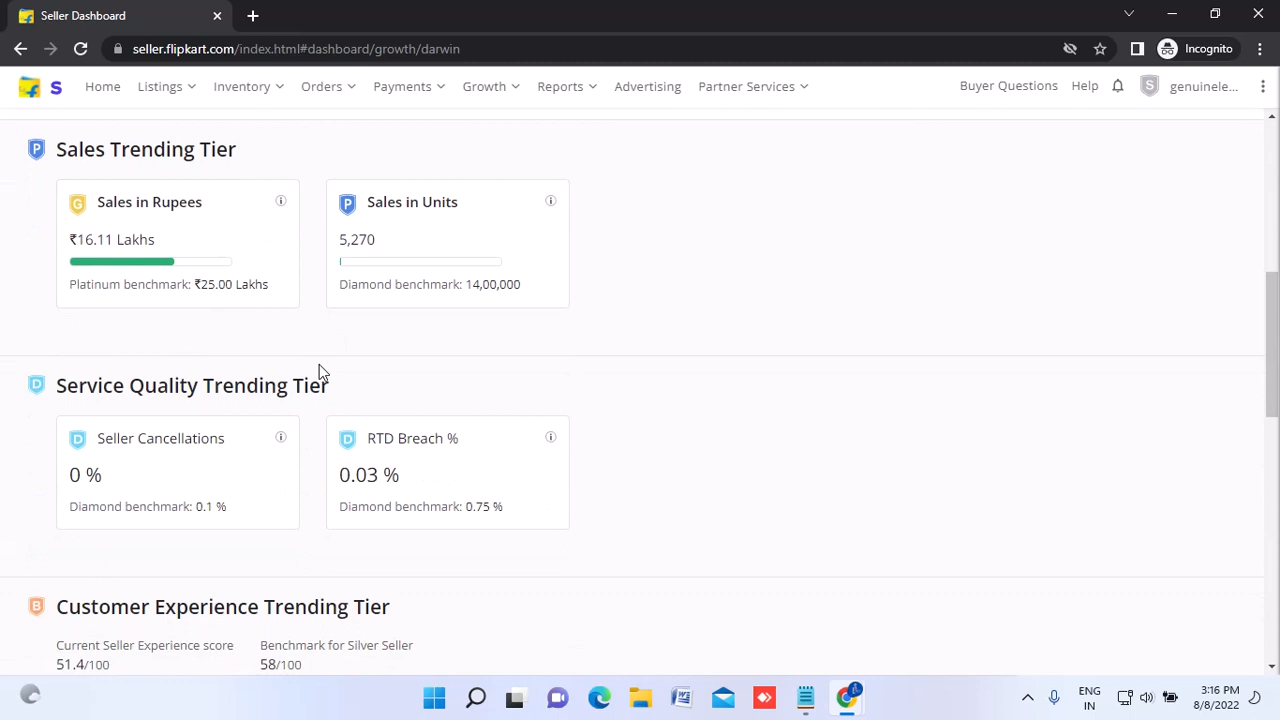 Seller Dashboard
seller.flipkart.com/index.html#dashboard/growth/darwin
Incognito
S Home Listings Inventory Orders Payments Growth Reports Advertising Partner Services Buyer Questions Help S genuinele...
P Sales Trending Tier
G Sales in Rupees
₹16.11 Lakhs
Platinum benchmark: ₹25.00 Lakhs
P Sales in Units
5,270
Diamond benchmark: 14,00,000
D Service Quality Trending Tier
D Seller Cancellations
0 %
Diamond benchmark: 0.1 %
D RTD Breach %
0.03 %
Diamond benchmark: 0.75 %
B Customer Experience Trending Tier
Current Seller Experience score
51.4/100
Benchmark for Silver Seller
58/100
ENG
IN
3:16 PM
8/8/2022